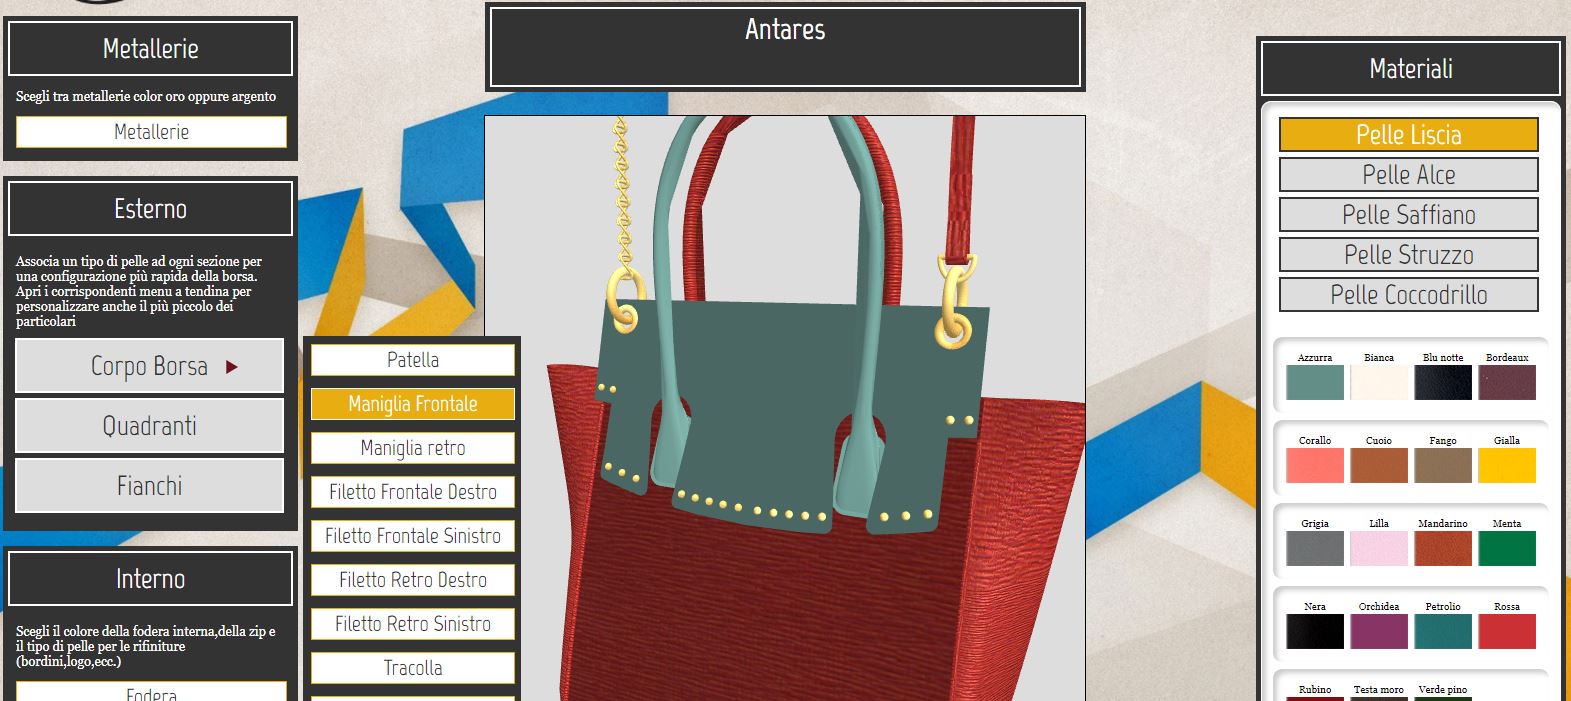 Metallerie
Scegli tra metallerie color oro oppure argento
Metallerie
Esterno
Associa un tipo di pelle ad ogni sezione per
una configurazione più rapida della borsa.
Apri i corrispondenti menu a tendina per
personalizzare anche il più piccolo dei
particolari
Corpo Borsa
Quadranti
Fianchi
Interno
Scegli il colore della fodera interna,della zip e
il tipo di pelle per le rifiniture
(bordini,logo,ecc.)
Fodera
Patella
Maniglia Frontale
Maniglia retro
Filetto Frontale Destro
Filetto Frontale Sinistro
Filetto Retro Destro
Filetto Retro Sinistro
Tracolla
Antares
Materiali
Pelle Liscia
Pelle Alce
Pelle Saffiano
Pelle Struzzo
Pelle Coccodrillo
Azzurra Bianca Blu notte Bordeaux
Corallo Cuoio Fango Gialla
Grigia Lilla Mandarino Menta
Nera Orchidea Petrolio Rossa
Rubino Testa moro Verde pino